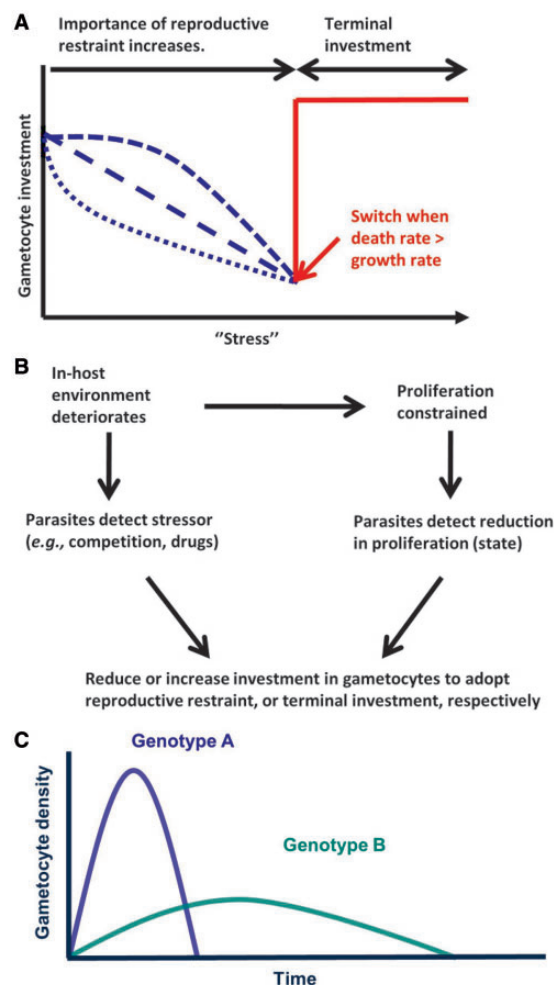 A
Importance of reproductive
restraint increases.
Terminal
investment
Gametocyte investment
Switch when
death rate >
growth rate
“Stress”
B
In-host
environment
deteriorates
Proliferation
constrained
Parasites detect stressor
(e.g., competition, drugs)
Parasites detect reduction
in proliferation (state)
Reduce or increase investment in gametocytes to adopt
reproductive restraint, or terminal investment, respectively
C
Genotype A
Gametocyte density
Genotype B
Time